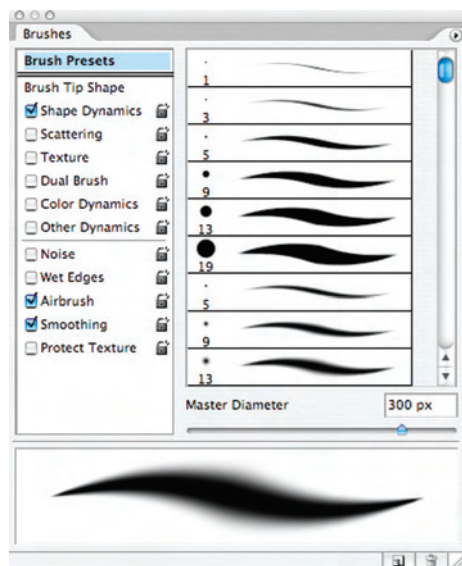 Brushes
Brush Presets
Brush Tip Shape
Shape Dynamics
Scattering
Texture
Dual Brush
Color Dynamics
Other Dynamics
Noise
Wet Edges
Airbrush
Smoothing
Protect Texture
1
3
5
9
13
19
5
9
13
Master Diameter
300 px